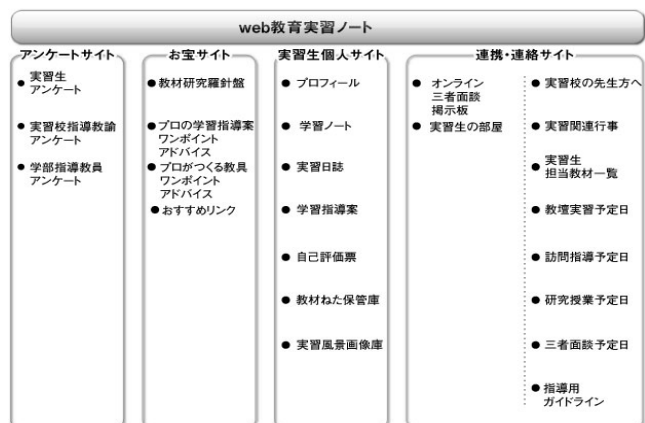 web教育実習ノート
アンケートサイト
実習生
アンケート
実習校指導教諭
アンケート
学部指導教員
アンケート
お宝サイト
教材研究羅針盤
プロの学習指導案
ワンポイント
アドバイス
プロがつくる教具
ワンポイント
アドバイス
おすすめリンク
実習生個人サイト
プロフィール
学習ノート
実習日誌
学習指導案
自己評価票
教材ねた保管庫
実習風景画像庫
連携・連絡サイト
オンライン
三者面談
掲示板
実習生の部屋
実習校の先生方へ
実習関連行事
実習生
担当教材一覧
教壇実習予定日
訪問指導予定日
研究授業予定日
三者面談予定日
指導用
ガイドライン